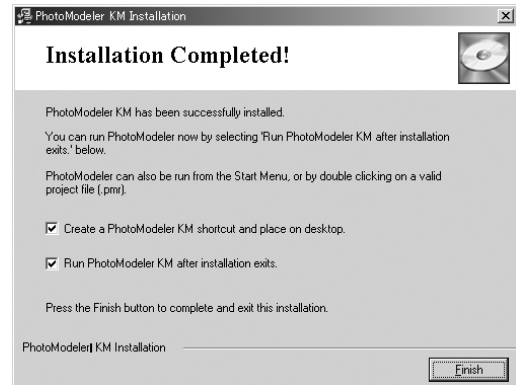 PhotoModeler KM Installation
Installation Completed!
PhotoModeler KM has been successfully installed.
You can run PhotoModeler now by selecting 'Run PhotoModeler KM after installation
exits.' below.
PhotoModeler can also be run from the Start Menu, or by double clicking on a valid
project file (.pmr).
Create a PhotoModeler KM shortcut and place on desktop.
Run PhotoModeler KM after installation exits.
Press the Finish button to complete and exit this installation.
PhotoModeler KM Installation
Finish